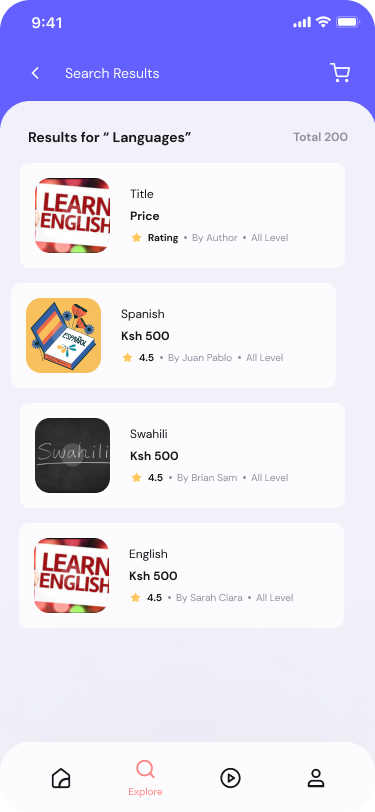 9:41
Search Results
Results for “ Languages”
Total 200
LEARN
ENGLISH
Title
Price
Rating • By Author • All Level
ESPAÑOL
Spanish
Ksh 500
4.5 • By Juan Pablo • All Level
Swahili
Swahili
Ksh 500
4.5 • By Brian Sam • All Level
LEARN
ENGLISH
English
Ksh 500
4.5 • By Sarah Clara • All Level
Explore